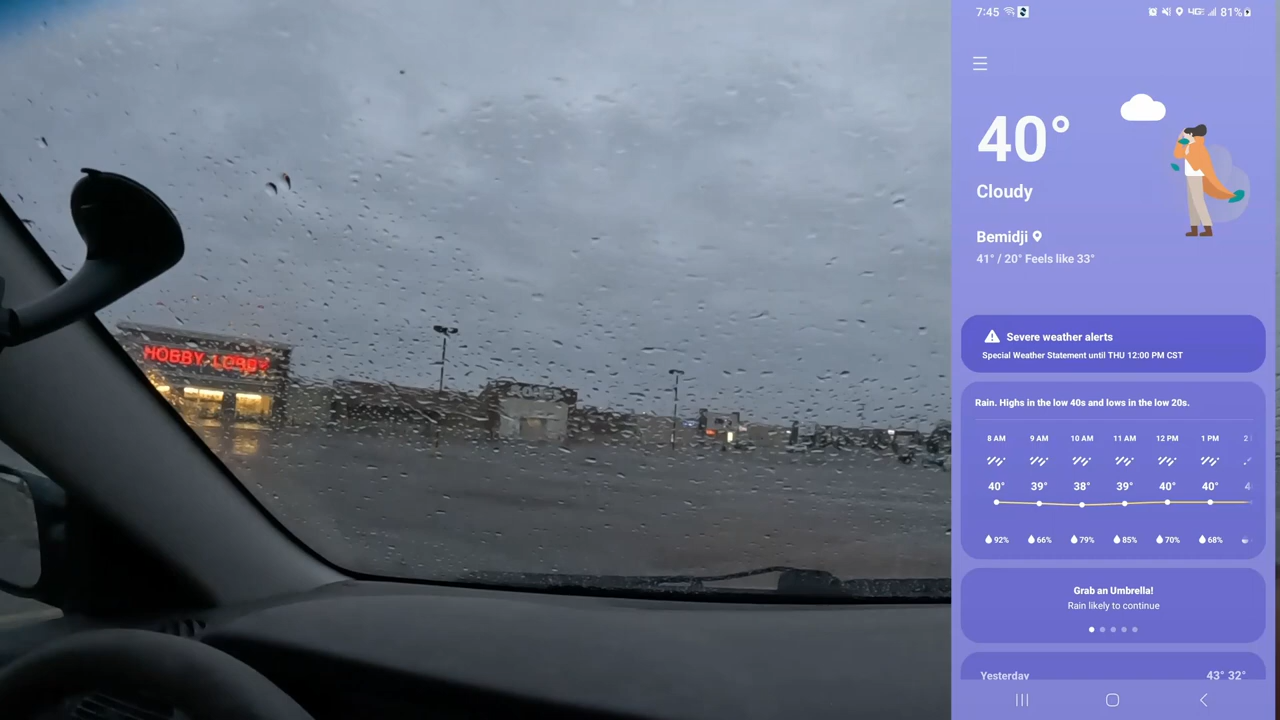 HOBBY LOBBY
7:45
4GE 81%
40°
Cloudy
Bemidji
41° / 20° Feels like 33°
Severe weather alerts
Special Weather Statement until THU 12:00 PM CST
Rain. Highs in the low 40s and lows in the low 20s.
8 AM 9 AM 10 AM 11 AM 12 PM 1 PM 2
40° 39° 38° 39° 40° 40° 4
92% 66% 79% 85% 70% 68%
Grab an Umbrella!
Rain likely to continue
Yesterday 43° 32°